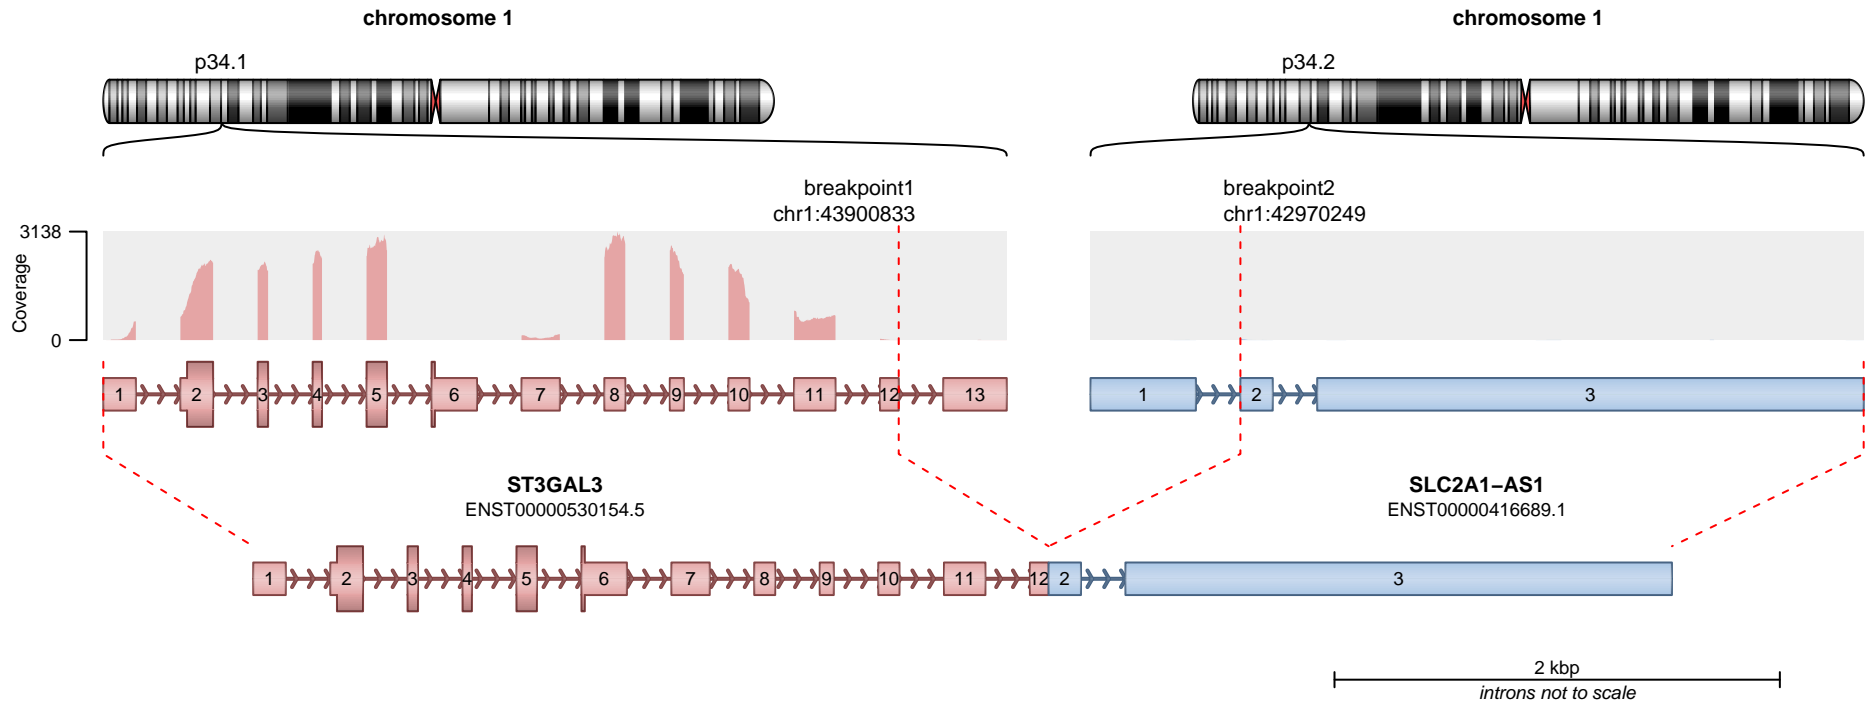 chromosome 1
chromosome 1
p34.1
p34.2
breakpoint1
chr1:43900833
breakpoint2
chr1:42970249
3138
Coverage
0
1 2 3 4 5 6 7 8 9 10 11 12 13
1 2 3
ST3GAL3
ENST00000530154.5
SLC2A1−AS1
ENST00000416689.1
1 2 3 4 5 6 7 8 9 10 11 12 2 3
2 kbp
introns not to scale